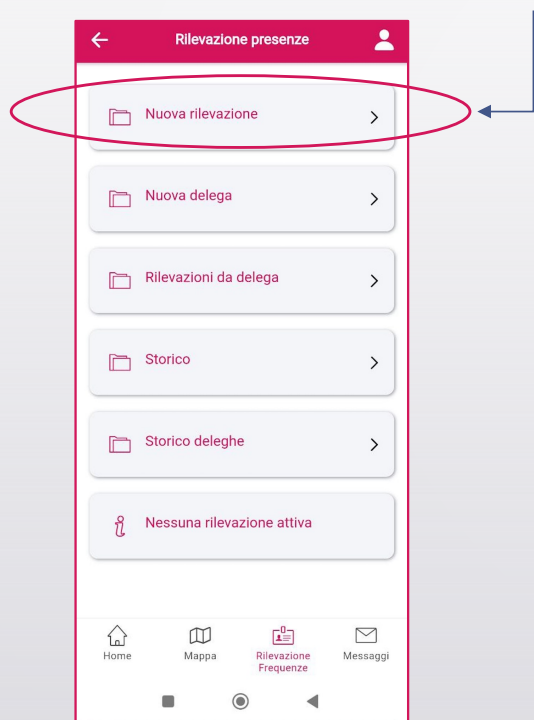 Rilevazione presenze
Nuova rilevazione
Nuova delega
Rilevazioni da delega
Storico
Storico deleghe
Nessuna rilevazione attiva
Home
Mappa
Rilevazione
Frequenze
Messaggi